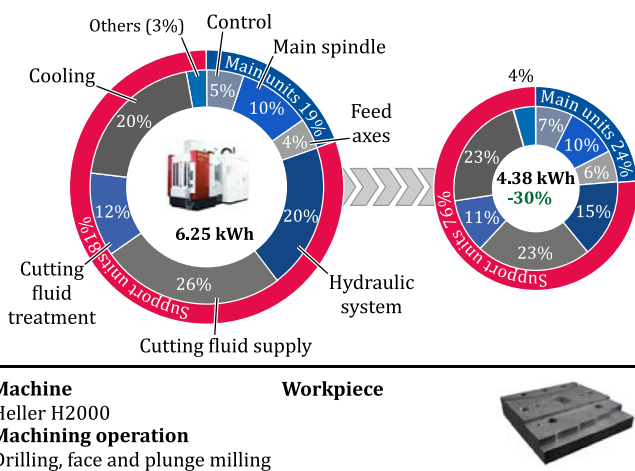 Others (3%)
Control
Main spindle
Cooling
Feed
axes
Main units 19%
5%
10%
4%
20%
20%
12%
26%
6.25 kWh
Support units 81%
Cutting
fluid
treatment
Hydraulic
system
Cutting fluid supply
4%
Main units 24%
7%
10%
6%
23%
15%
11%
23%
4.38 kWh
-30%
Support units 76%
Machine
Workpiece
Heller H2000
Machining operation
Drilling, face and plunge milling